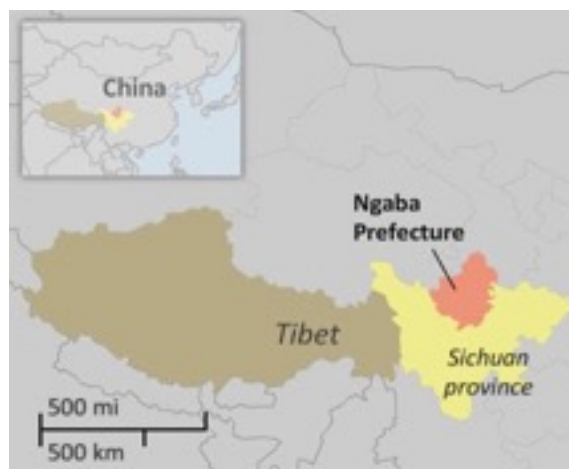 China
Ngaba
Prefecture
Tibet
Sichuan
province
500 mi
500 km